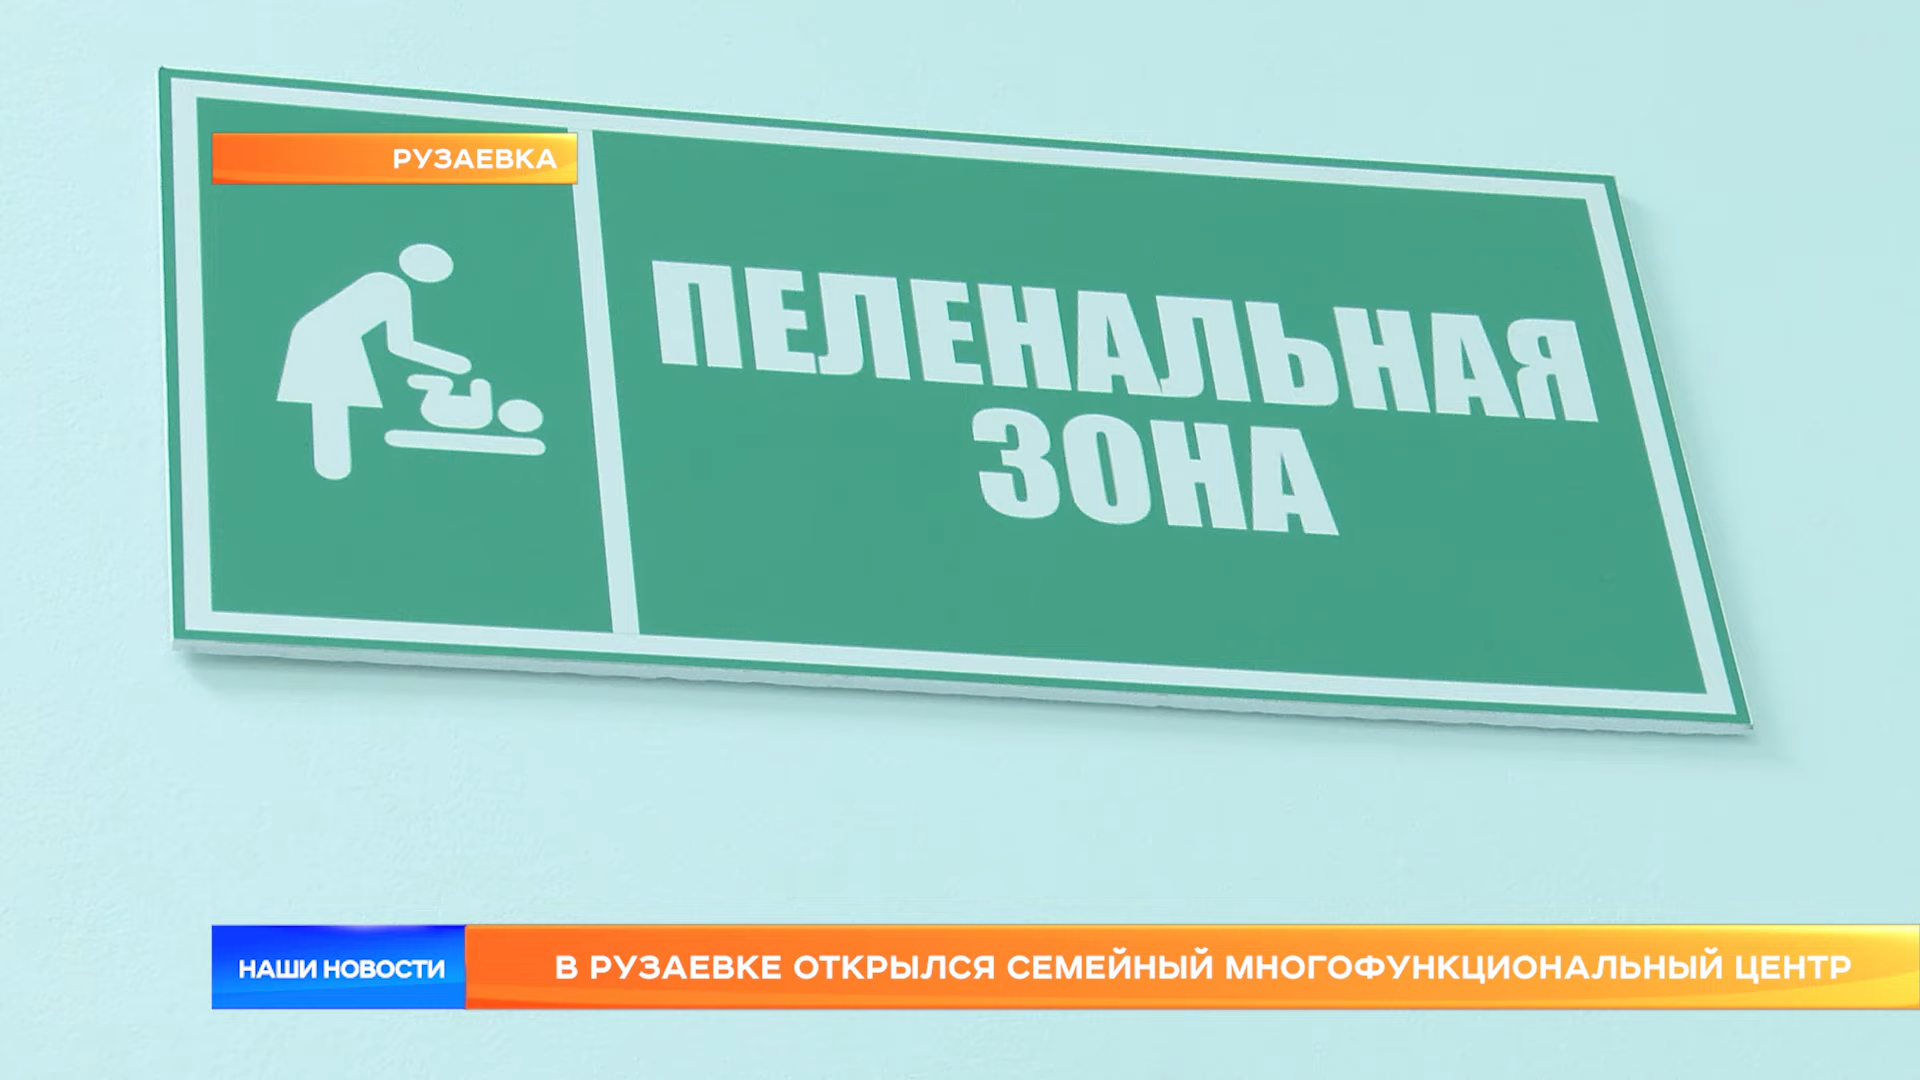 РУЗАЕВКА
ПЕЛЕНАЛЬНАЯ
ЗОНА
НАШИ НОВОСТИ
В РУЗАЕВКЕ ОТКРЫЛСЯ СЕМЕЙНЫЙ МНОГОФУНКЦИОНАЛЬНЫЙ ЦЕНТР